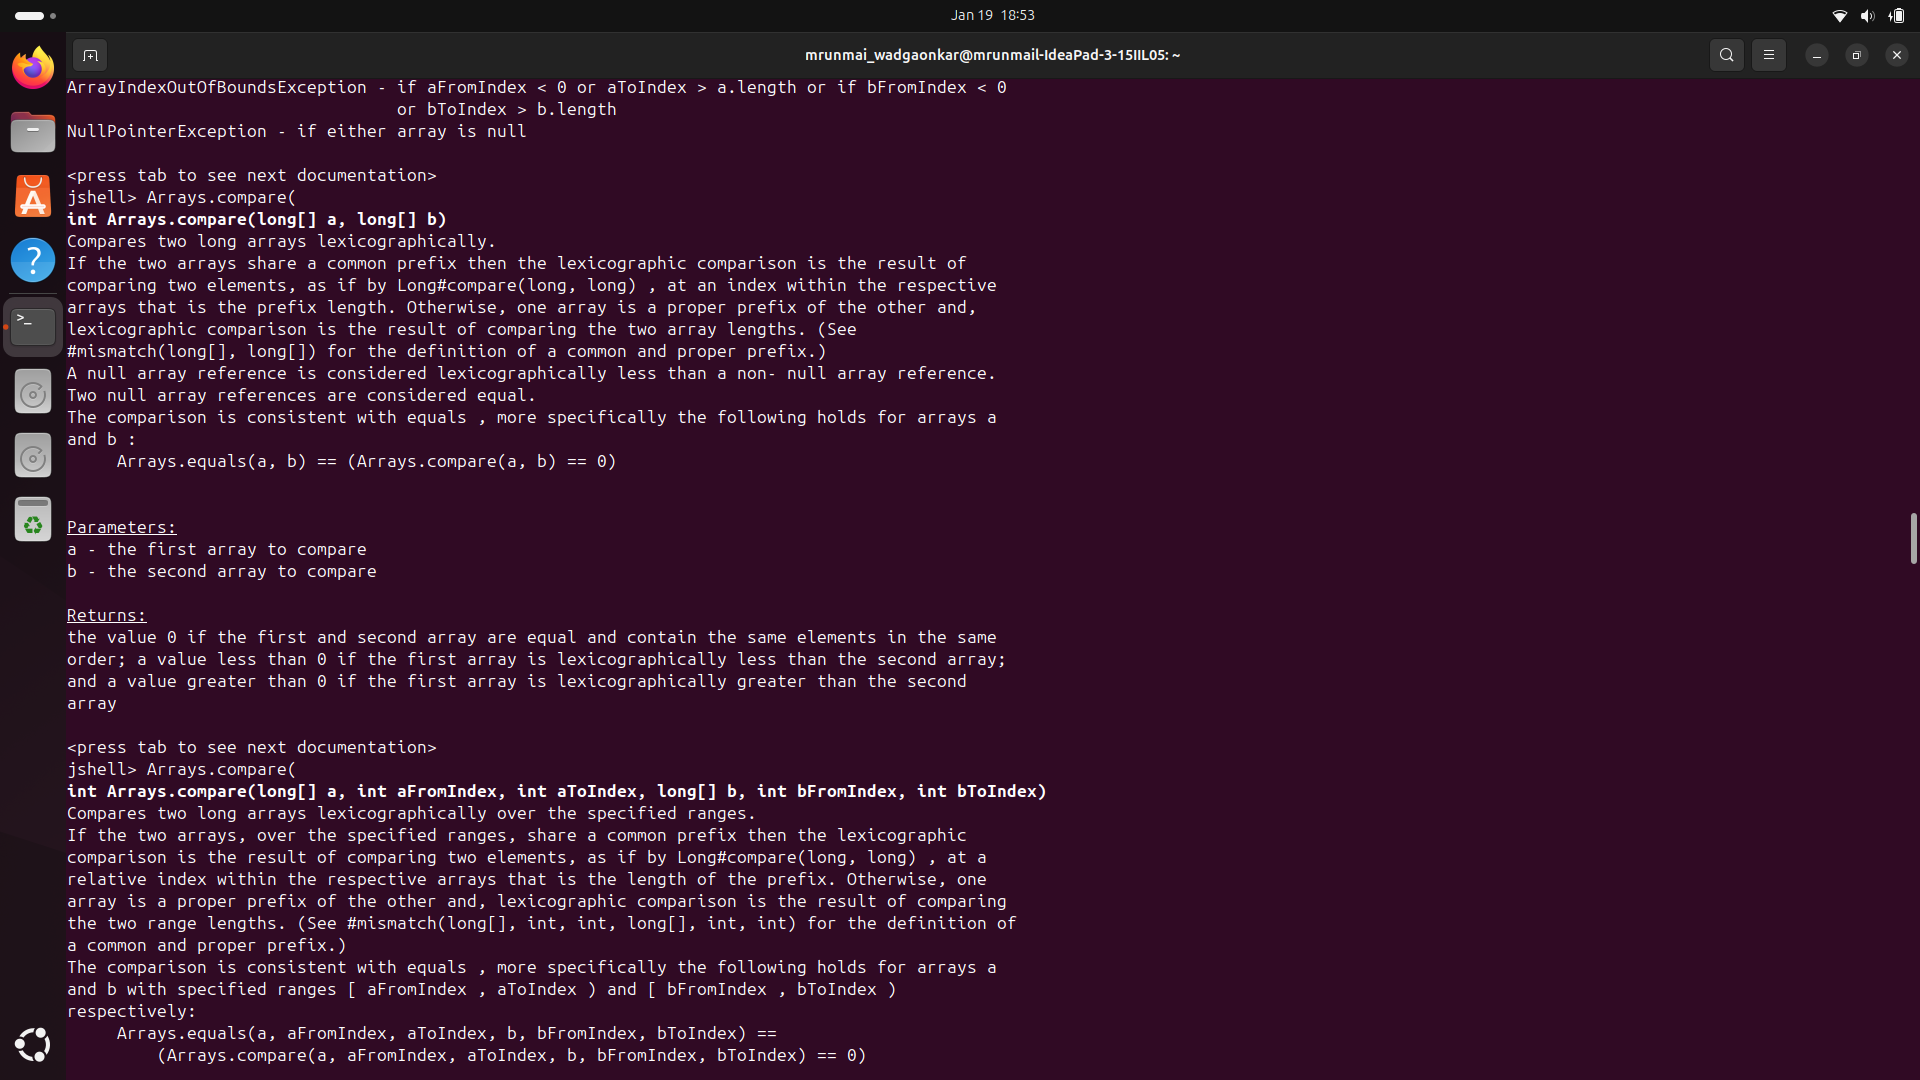 Jan 19 18:53
mrunmai_wadgaonkar@mrunmail-IdeaPad-3-15IIL05: ~
ArrayIndexOutOfBoundsException - if aFromIndex < 0 or aToIndex > a.length or if bFromIndex < 0
or bToIndex > b.length
NullPointerException - if either array is null
<press tab to see next documentation>
jshell> Arrays.compare(
int Arrays.compare(long[] a, long[] b)
Compares two long arrays lexicographically.
If the two arrays share a common prefix then the lexicographic comparison is the result of
comparing two elements, as if by Long#compare(long, long) , at an index within the respective
arrays that is the prefix length. Otherwise, one array is a proper prefix of the other and,
lexicographic comparison is the result of comparing the two array lengths. (See
#mismatch(long[], long[]) for the definition of a common and proper prefix.)
A null array reference is considered lexicographically less than a non- null array reference.
Two null array references are considered equal.
The comparison is consistent with equals , more specifically the following holds for arrays a
and b :
Arrays.equals(a, b) == (Arrays.compare(a, b) == 0)
Parameters:
a - the first array to compare
b - the second array to compare
Returns:
the value 0 if the first and second array are equal and contain the same elements in the same
order; a value less than 0 if the first array is lexicographically less than the second array;
and a value greater than 0 if the first array is lexicographically greater than the second
array
<press tab to see next documentation>
jshell> Arrays.compare(
int Arrays.compare(long[] a, int aFromIndex, int aToIndex, long[] b, int bFromIndex, int bToIndex)
Compares two long arrays lexicographically over the specified ranges.
If the two arrays, over the specified ranges, share a common prefix then the lexicographic
comparison is the result of comparing two elements, as if by Long#compare(long, long) , at a
relative index within the respective arrays that is the length of the prefix. Otherwise, one
array is a proper prefix of the other and, lexicographic comparison is the result of comparing
the two range lengths. (See #mismatch(long[], int, int, long[], int, int) for the definition of
a common and proper prefix.)
The comparison is consistent with equals , more specifically the following holds for arrays a
and b with specified ranges [ aFromIndex , aToIndex ) and [ bFromIndex , bToIndex )
respectively:
Arrays.equals(a, aFromIndex, aToIndex, b, bFromIndex, bToIndex) ==
(Arrays.compare(a, aFromIndex, aToIndex, b, bFromIndex, bToIndex) == 0)